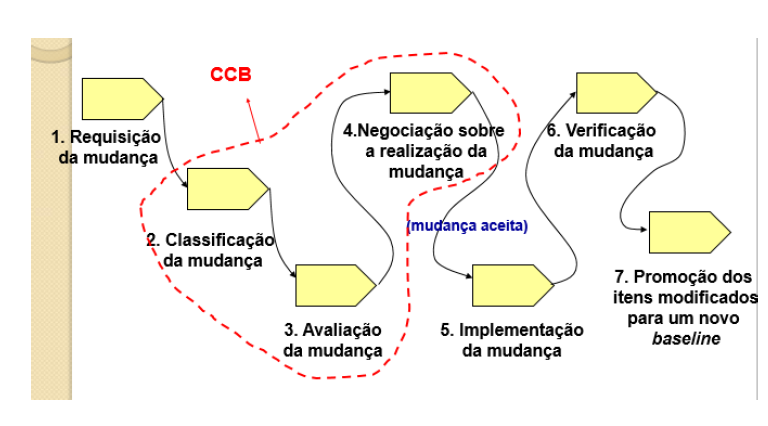 CCB
1. Requisição
da mudança
2. Classificação
da mudança
3. Avaliação
da mudança
4.Negociação sobre
a realização da
mudança
(mudança aceita)
5. Implementação
da mudança
6. Verificação
da mudança
7. Promoção dos
itens modificados
para um novo
baseline